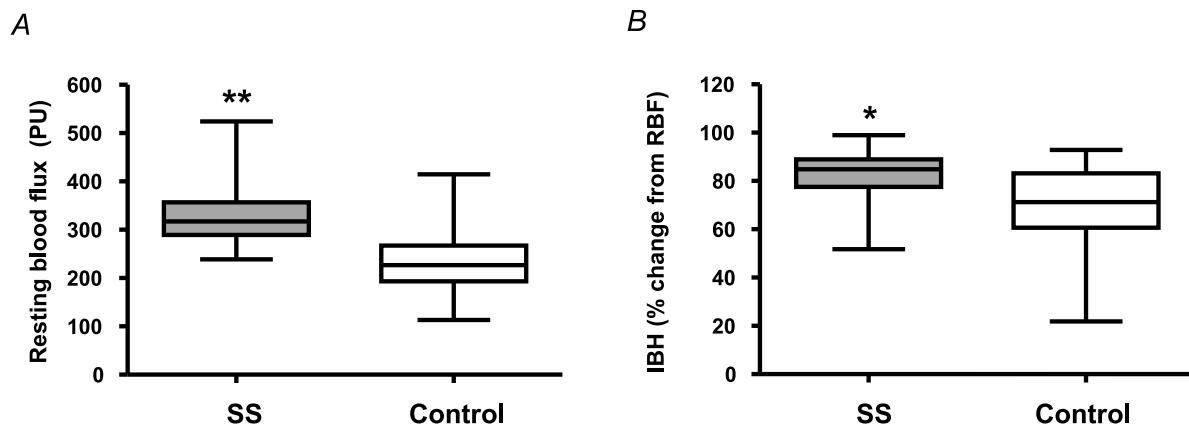 A
Resting blood flux (PU)
600
500
400
300
200
100
0
**
SS
Control
B
IBH (% change from RBF)
120
100
80
60
40
20
0
*
SS
Control